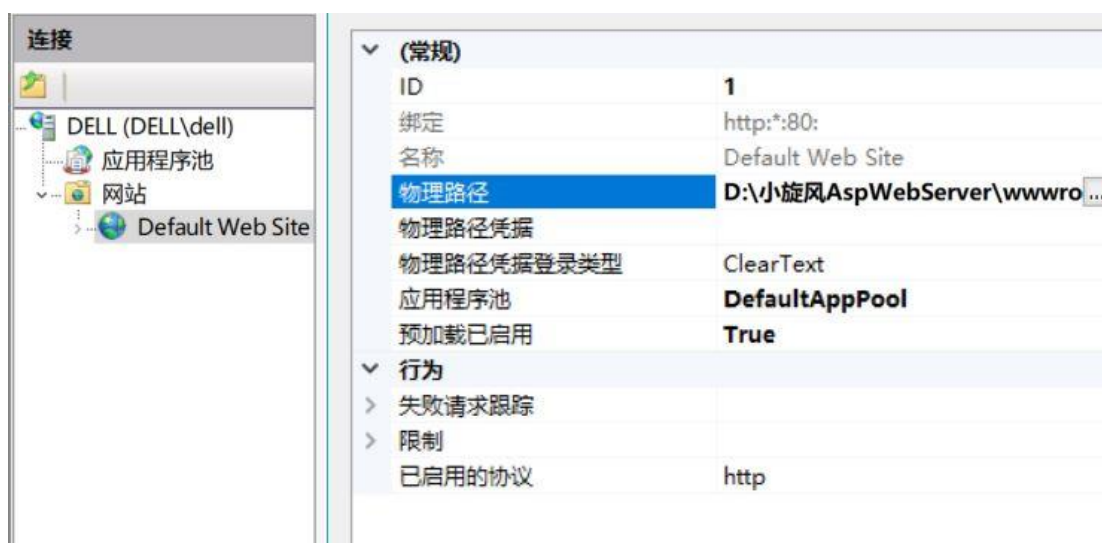 连接
DELL (DELL\dell)
应用程序池
网站
Default Web Site
(常规)
ID 1
绑定 http:*:80:
名称 Default Web Site
物理路径 D:\小旋风AspWebServer\wwwro ...
物理路径凭据
物理路径凭据登录类型 ClearText
应用程序池 DefaultAppPool
预加载已启用 True
行为
失败请求跟踪
限制
已启用的协议 http